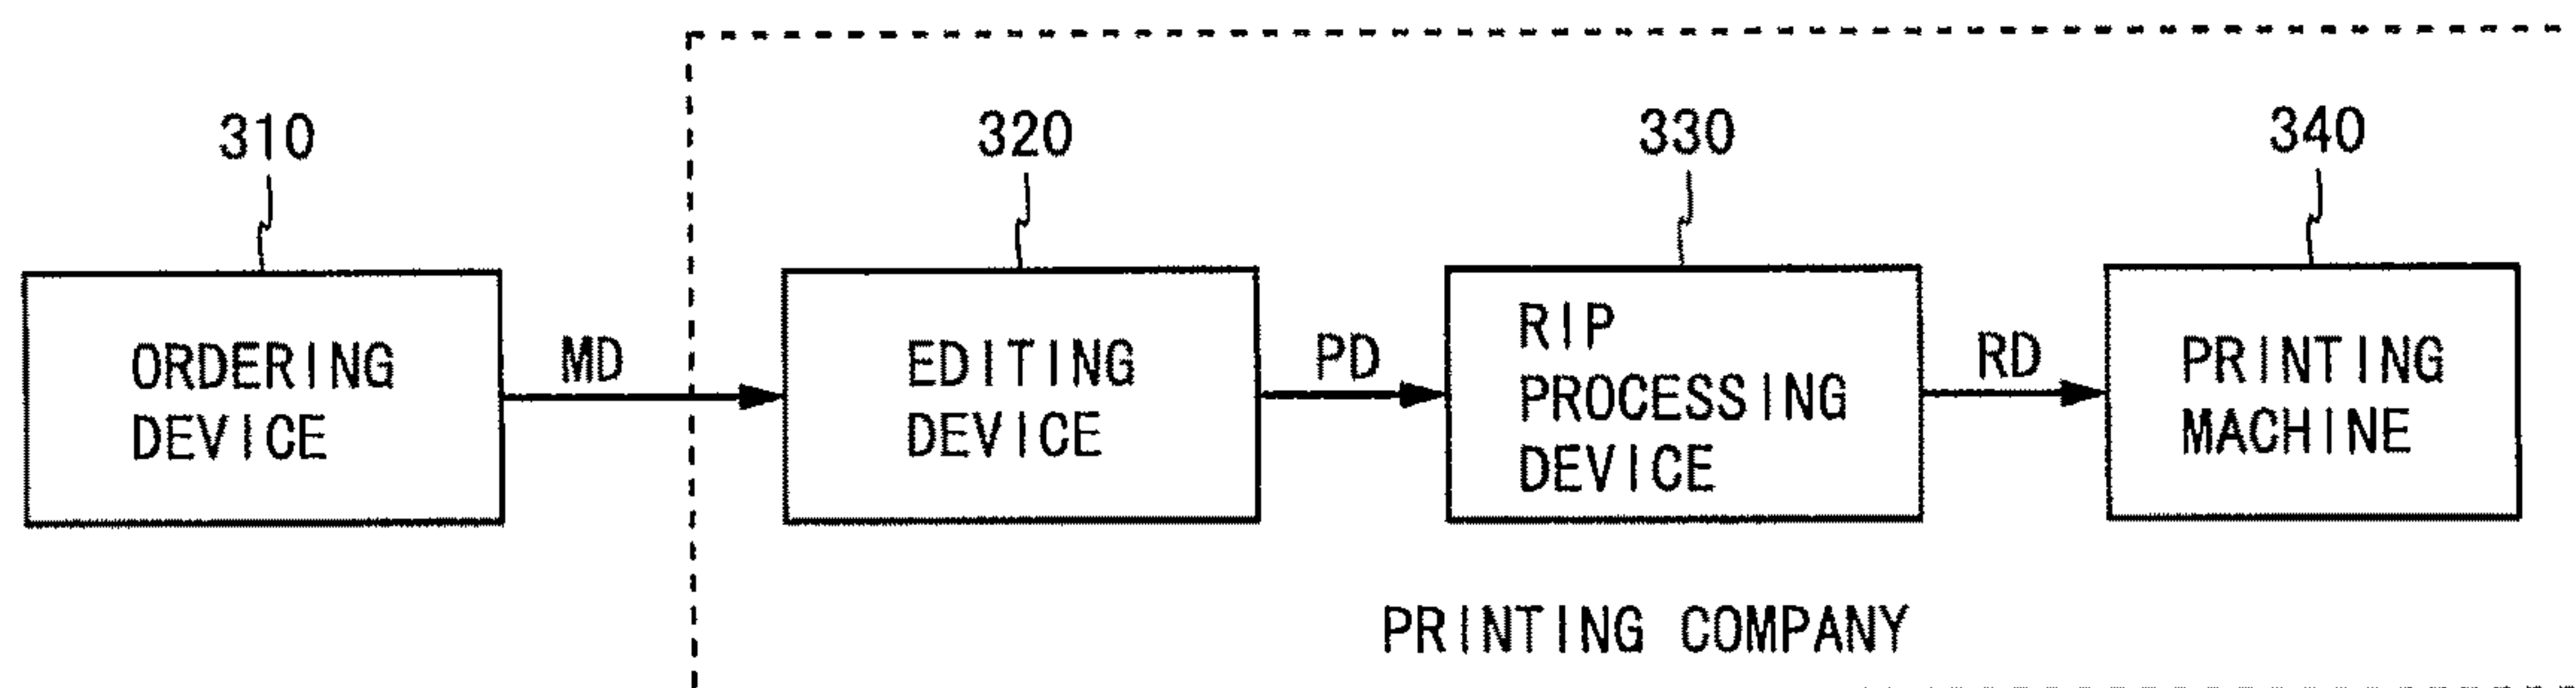 310
320
330
340
ORDERING
DEVICE
MD
EDITING
DEVICE
PD
RIP
PROCESSING
DEVICE
RD
PRINTING
MACHINE
PRINTING COMPANY